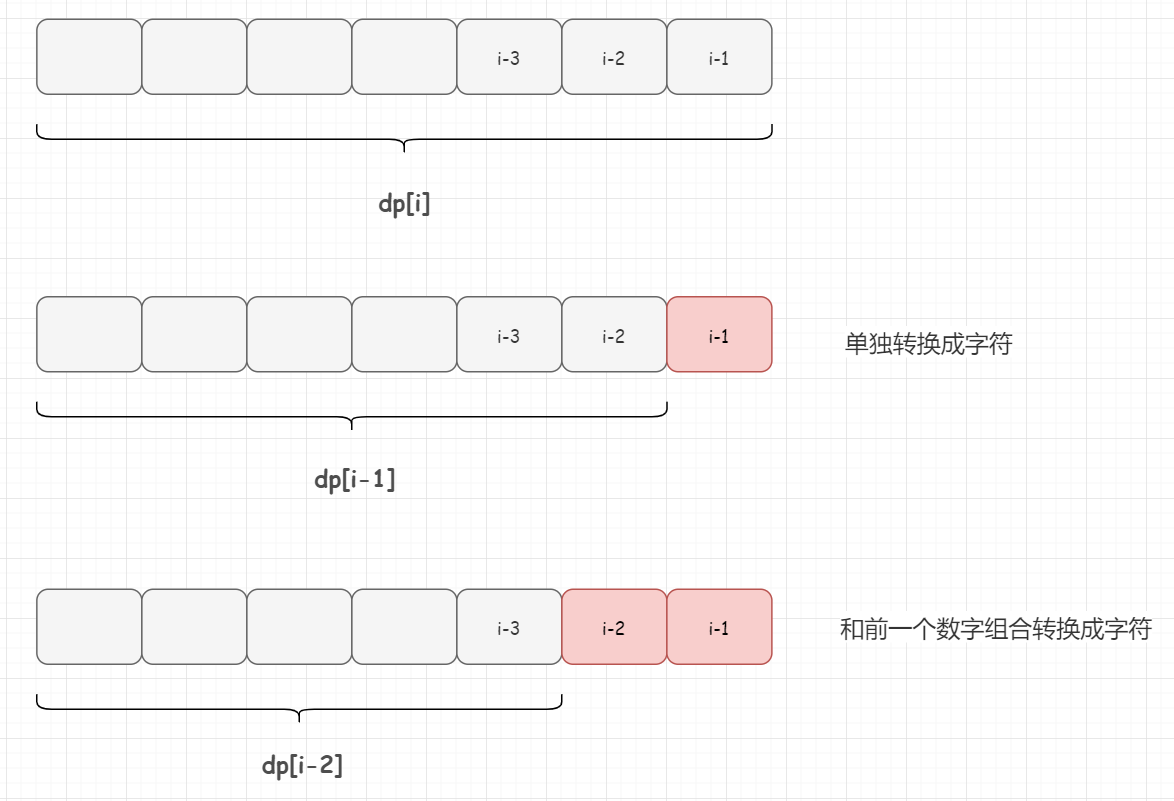 i-3 i-2 i-1
dp[i]
i-3 i-2 i-1
单独转换成字符
dp[i-1]
i-3 i-2 i-1
和前一个数字组合转换成字符
dp[i-2]